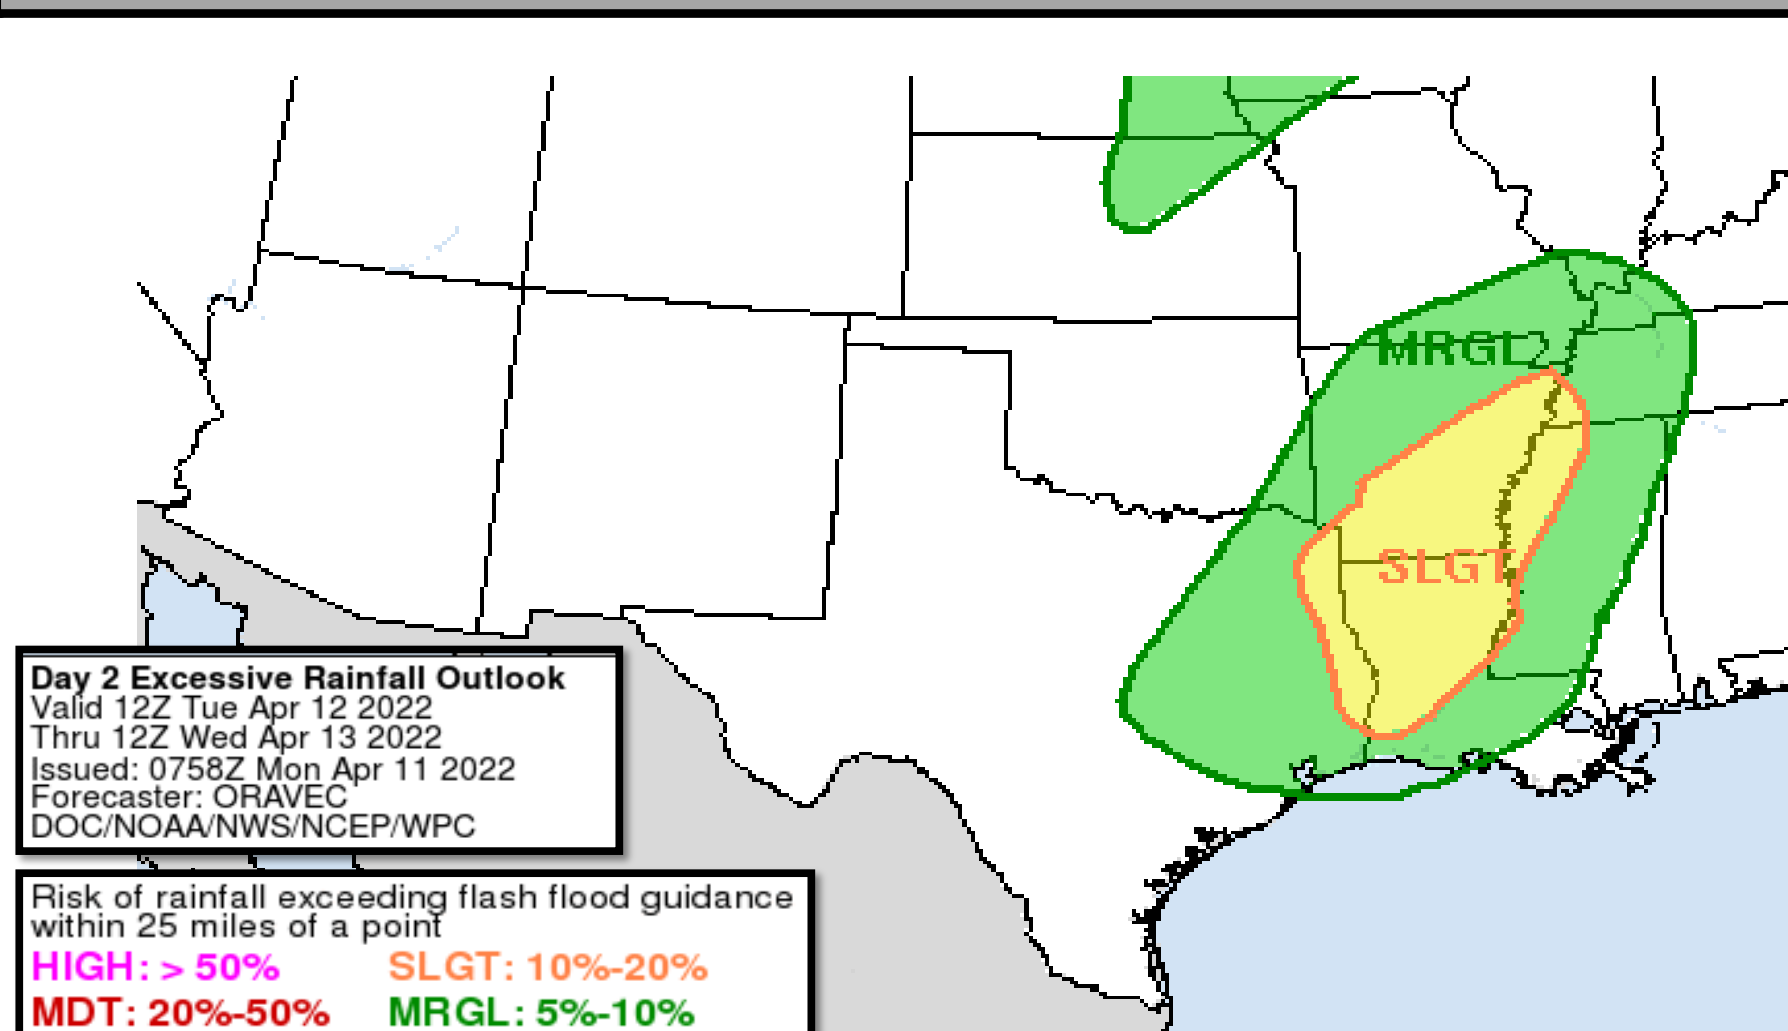 MRGL
SLGT
Day 2 Excessive Rainfall Outlook
Valid 12Z Tue Apr 12 2022
Thru 12Z Wed Apr 13 2022
Issued: 0758Z Mon Apr 11 2022
Forecaster: ORAVEC
DOC/NOAA/NWS/NCEP/WPC
Risk of rainfall exceeding flash flood guidance
within 25 miles of a point
HIGH: > 50% SLGT: 10%-20%
MDT: 20%-50% MRGL: 5%-10%